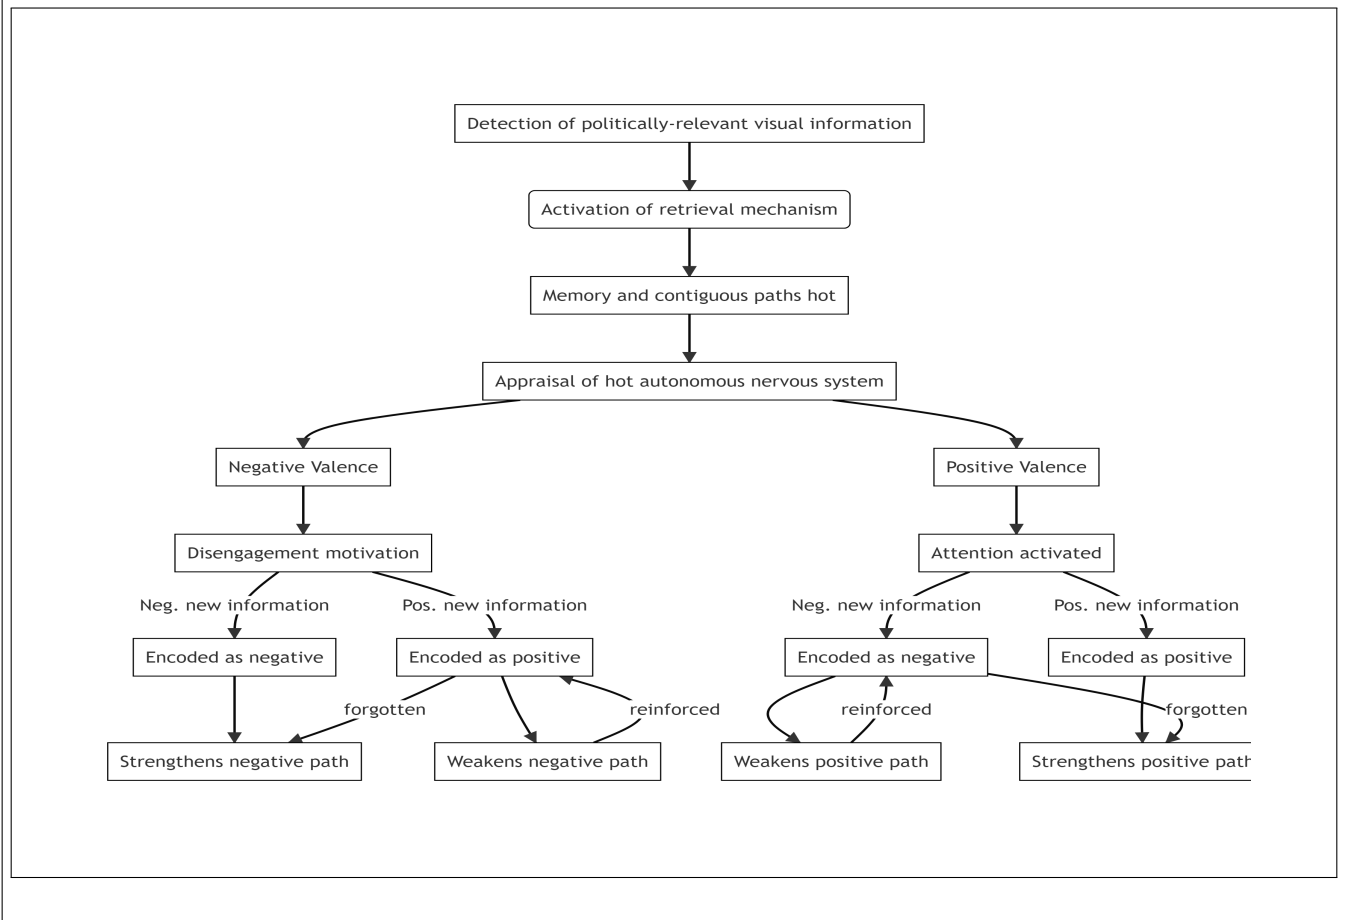 Detection of politically-relevant visual information
Activation of retrieval mechanism
Memory and contiguous paths hot
Appraisal of hot autonomous nervous system
Negative Valence
Positive Valence
Disengagement motivation
Attention activated
Neg. new information
Pos. new information
Neg. new information
Pos. new information
Encoded as negative
Encoded as positive
Encoded as negative
Encoded as positive
forgotten
reinforced
reinforced
forgotten
Strengthens negative path
Weakens negative path
Weakens positive path
Strengthens positive path